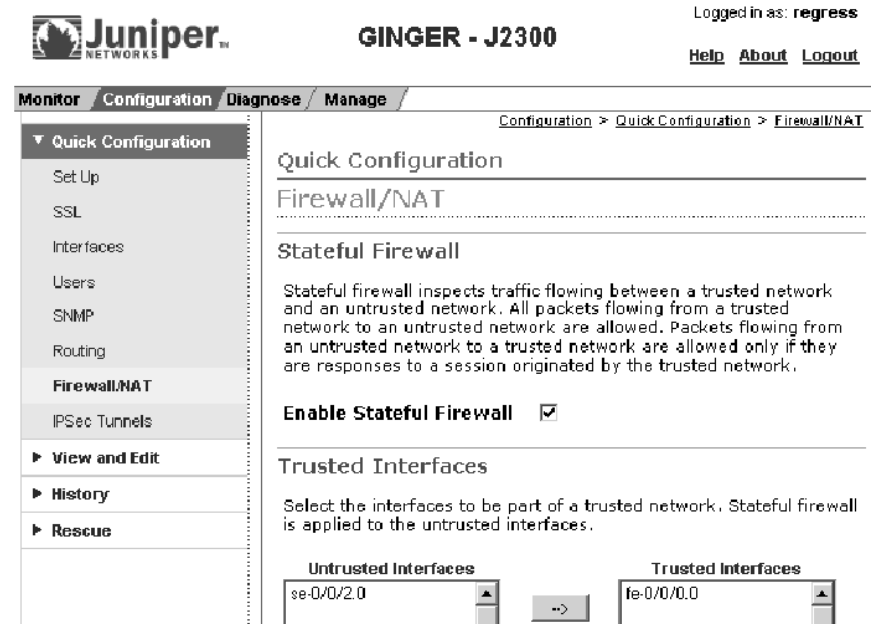 Juniper™
NETWORKS
GINGER - J2300
Logged in as: regress
Help About Logout
Monitor Configuration Diagnose Manage
Configuration > Quick Configuration > Firewall/NAT
▼ Quick Configuration
Set Up
SSL
Interfaces
Users
SNMP
Routing
Firewall/NAT
IPSec Tunnels
▶ View and Edit
▶ History
▶ Rescue
Quick Configuration
Firewall/NAT
Stateful Firewall
Stateful firewall inspects traffic flowing between a trusted network
and an untrusted network. All packets flowing from a trusted
network to an untrusted network are allowed. Packets flowing from
an untrusted network to a trusted network are allowed only if they
are responses to a session originated by the trusted network.
Enable Stateful Firewall
Trusted Interfaces
Select the interfaces to be part of a trusted network. Stateful firewall
is applied to the untrusted interfaces.
Untrusted Interfaces
se-0/0/2.0
-->
Trusted Interfaces
fe-0/0/0.0